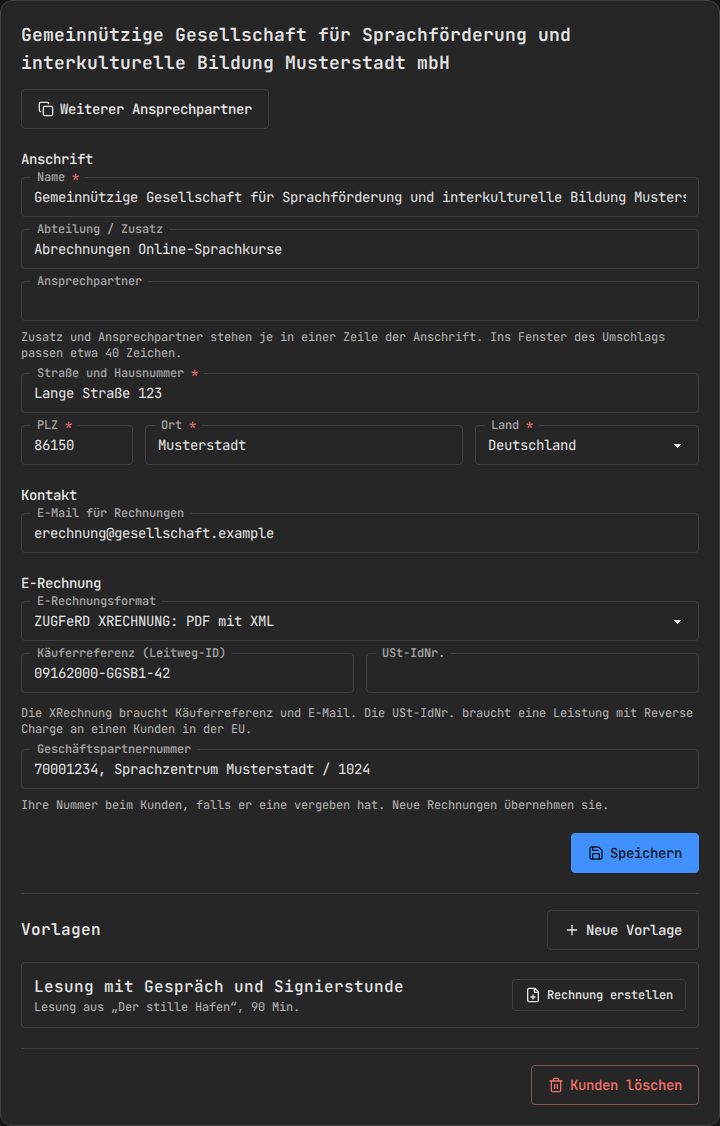 Gemeinnützige Gesellschaft für Sprachförderung und
interkulturelle Bildung Musterstadt mbH
Weiterer Ansprechpartner
Anschrift
Name *
Gemeinnützige Gesellschaft für Sprachförderung und interkulturelle Bildung Musters
Abteilung / Zusatz
Abrechnungen Online-Sprachkurse
Ansprechpartner
Zusatz und Ansprechpartner stehen je in einer Zeile der Anschrift. Ins Fenster des Umschlags
passen etwa 40 Zeichen.
Straße und Hausnummer *
Lange Straße 123
PLZ * Ort * Land *
86150 Musterstadt Deutschland
Kontakt
E-Mail für Rechnungen
erechnung@gesellschaft.example
E-Rechnung
E-Rechnungsformat
ZUGFeRD XRECHNUNG: PDF mit XML
Käuferreferenz (Leitweg-ID) USt-IdNr.
09162000-GGSB1-42
Die XRechnung braucht Käuferreferenz und E-Mail. Die USt-IdNr. braucht eine Leistung mit Reverse
Charge an einen Kunden in der EU.
Geschäftspartnernummer
70001234, Sprachzentrum Musterstadt / 1024
Ihre Nummer beim Kunden, falls er eine vergeben hat. Neue Rechnungen übernehmen sie.
Speichern
Vorlagen
Neue Vorlage
Lesung mit Gespräch und Signierstunde
Lesung aus „Der stille Hafen“, 90 Min.
Rechnung erstellen
Kunden löschen